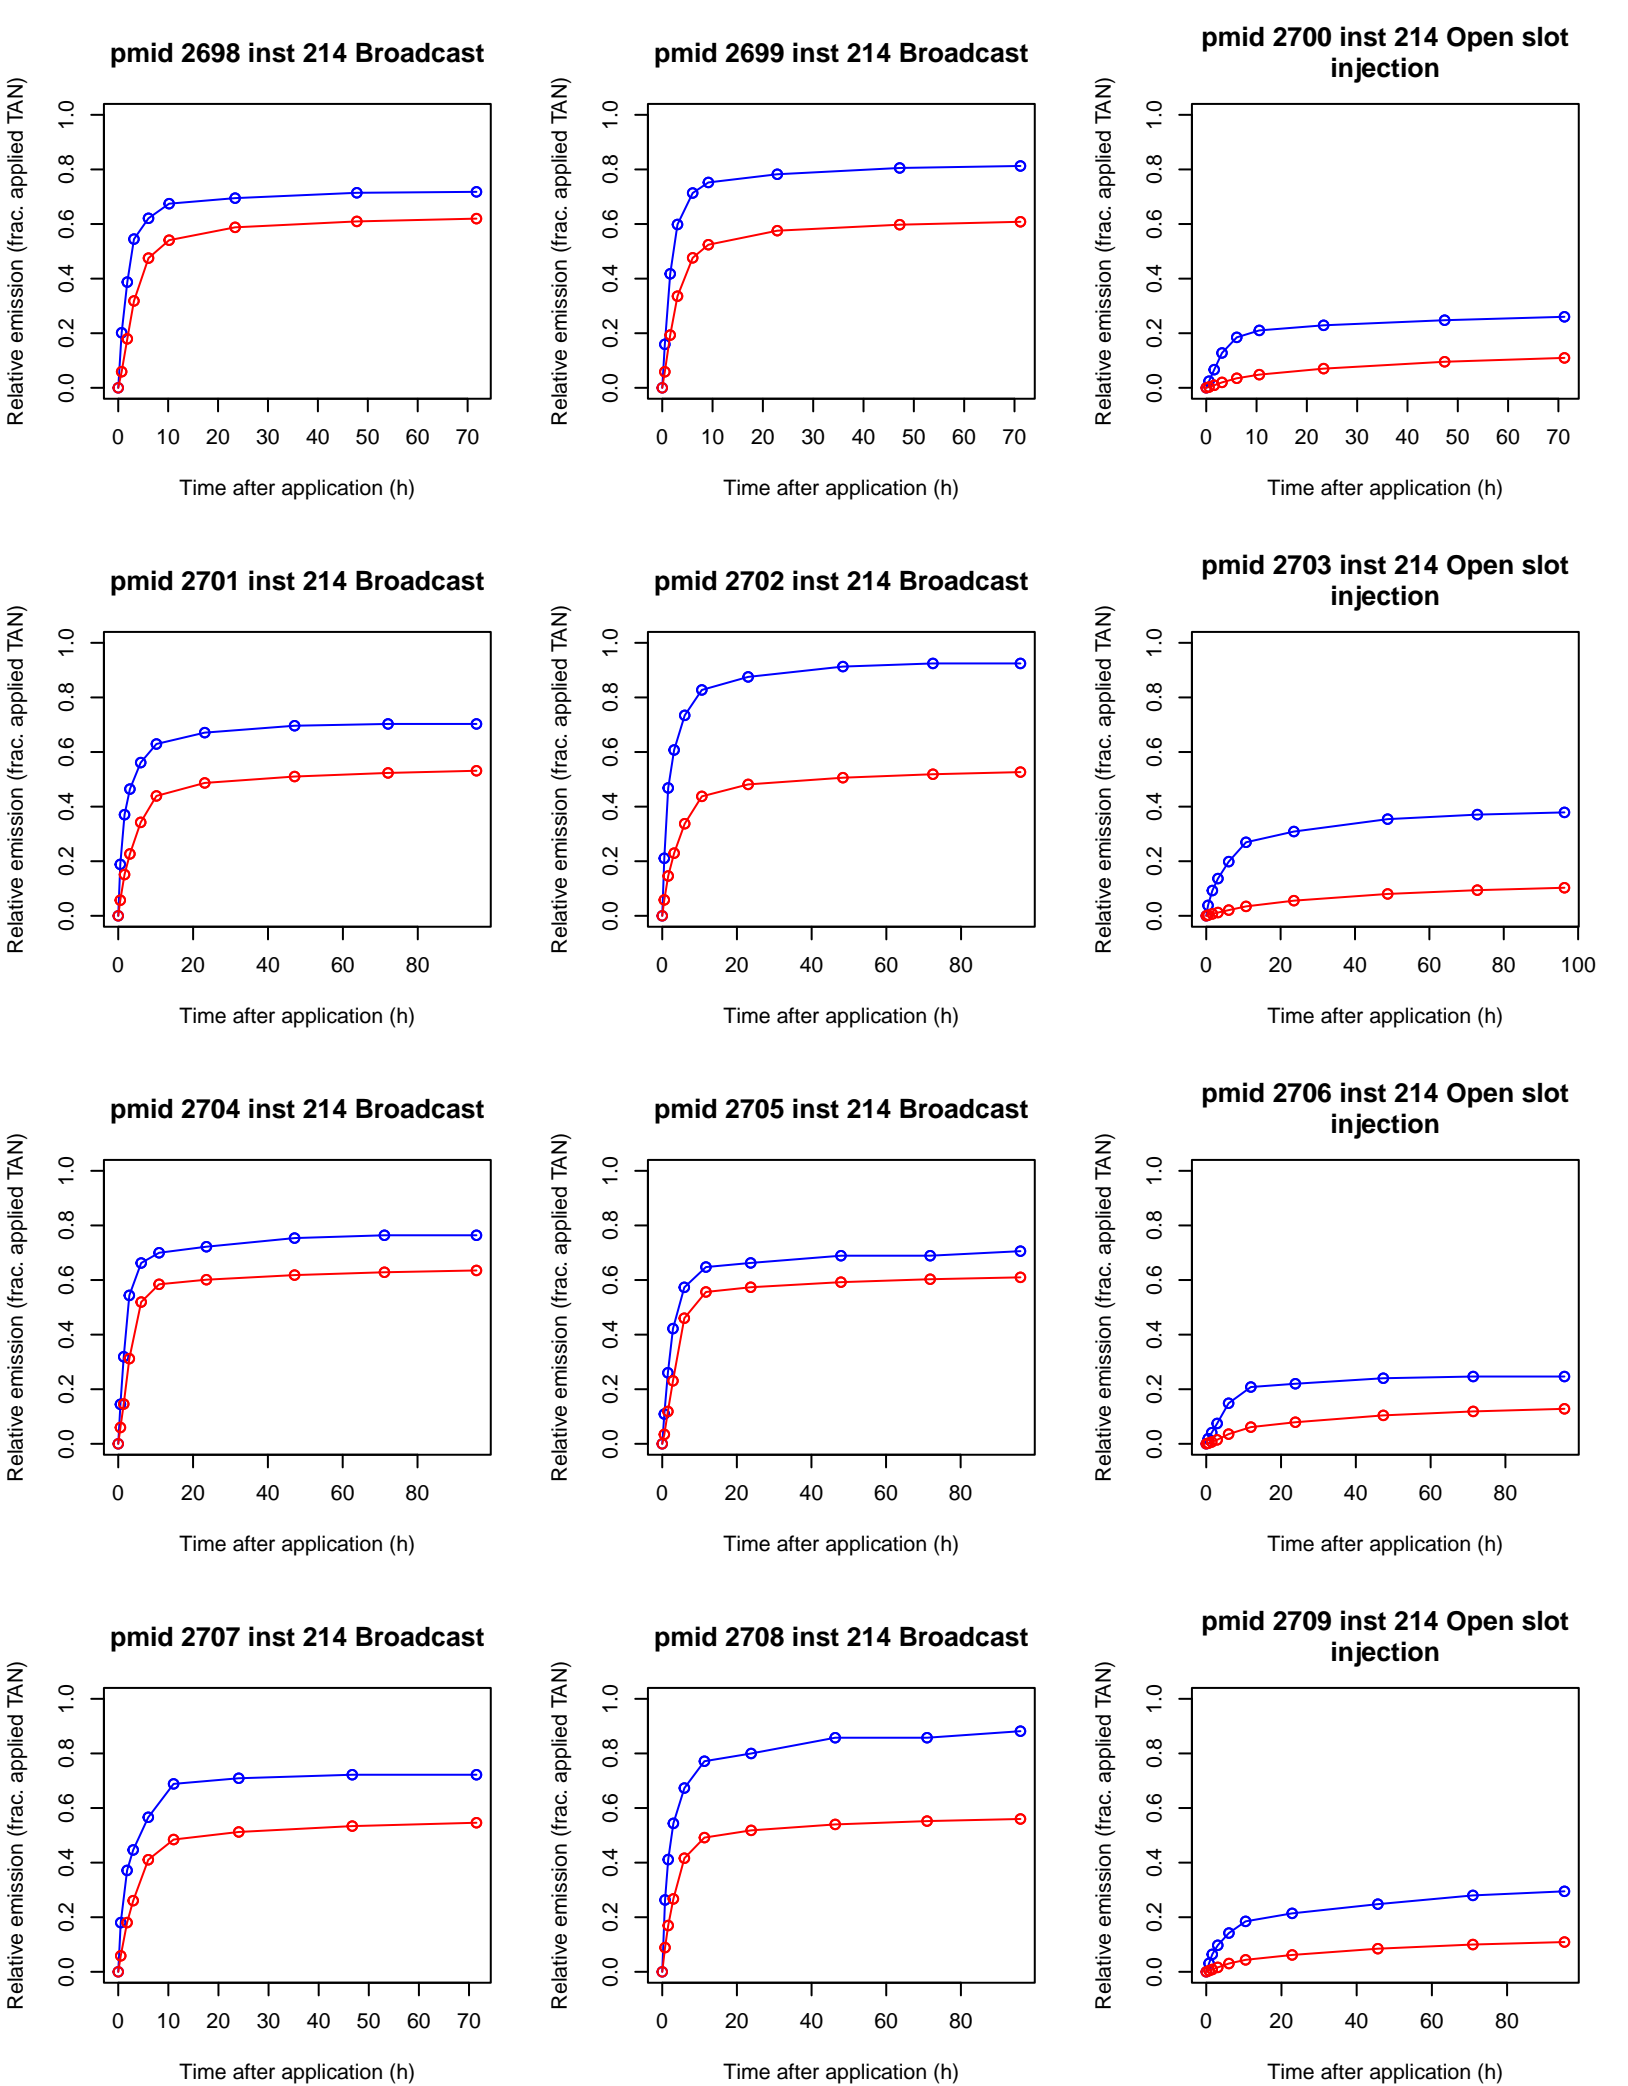 pmid 2698 inst 214 Broadcast
Relative emission (frac. applied TAN)
1.0
0.8
0.6
0.4
0.2
0.0
0 10 20 30 40 50 60 70
Time after application (h)
pmid 2699 inst 214 Broadcast
Relative emission (frac. applied TAN)
1.0
0.8
0.6
0.4
0.2
0.0
0 10 20 30 40 50 60 70
Time after application (h)
pmid 2700 inst 214 Open slot
injection
Relative emission (frac. applied TAN)
1.0
0.8
0.6
0.4
0.2
0.0
0 10 20 30 40 50 60 70
Time after application (h)
pmid 2701 inst 214 Broadcast
Relative emission (frac. applied TAN)
1.0
0.8
0.6
0.4
0.2
0.0
0 20 40 60 80
Time after application (h)
pmid 2702 inst 214 Broadcast
Relative emission (frac. applied TAN)
1.0
0.8
0.6
0.4
0.2
0.0
0 20 40 60 80
Time after application (h)
pmid 2703 inst 214 Open slot
injection
Relative emission (frac. applied TAN)
1.0
0.8
0.6
0.4
0.2
0.0
0 20 40 60 80 100
Time after application (h)
pmid 2704 inst 214 Broadcast
Relative emission (frac. applied TAN)
1.0
0.8
0.6
0.4
0.2
0.0
0 20 40 60 80
Time after application (h)
pmid 2705 inst 214 Broadcast
Relative emission (frac. applied TAN)
1.0
0.8
0.6
0.4
0.2
0.0
0 20 40 60 80
Time after application (h)
pmid 2706 inst 214 Open slot
injection
Relative emission (frac. applied TAN)
1.0
0.8
0.6
0.4
0.2
0.0
0 20 40 60 80
Time after application (h)
pmid 2707 inst 214 Broadcast
Relative emission (frac. applied TAN)
1.0
0.8
0.6
0.4
0.2
0.0
0 10 20 30 40 50 60 70
Time after application (h)
pmid 2708 inst 214 Broadcast
Relative emission (frac. applied TAN)
1.0
0.8
0.6
0.4
0.2
0.0
0 20 40 60 80
Time after application (h)
pmid 2709 inst 214 Open slot
injection
Relative emission (frac. applied TAN)
1.0
0.8
0.6
0.4
0.2
0.0
0 20 40 60 80
Time after application (h)